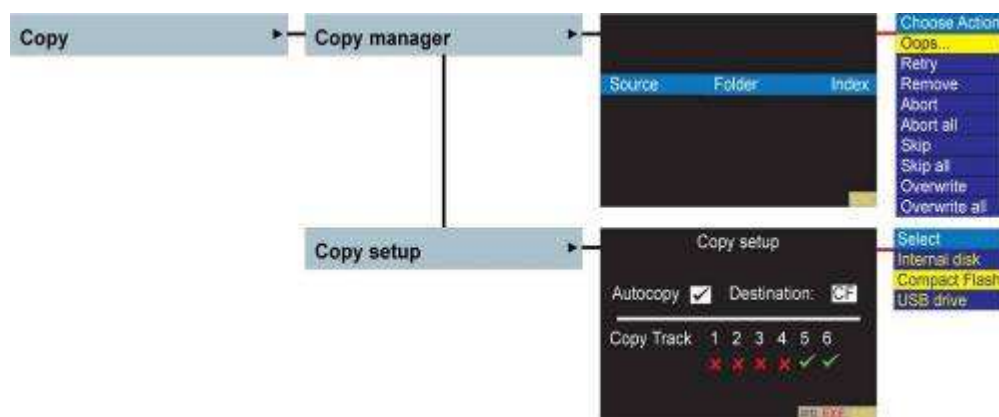 Copy
Copy manager
Source Folder Index
Choose Action
Oops...
Retry
Remove
Abort
Abort all
Skip
Skip all
Overwrite
Overwrite all
Copy setup
Copy setup
Autocopy Destination: CF
Copy Track 1 2 3 4 5 6
EXE
Select
Internal disk
Compact Flash
USB drive